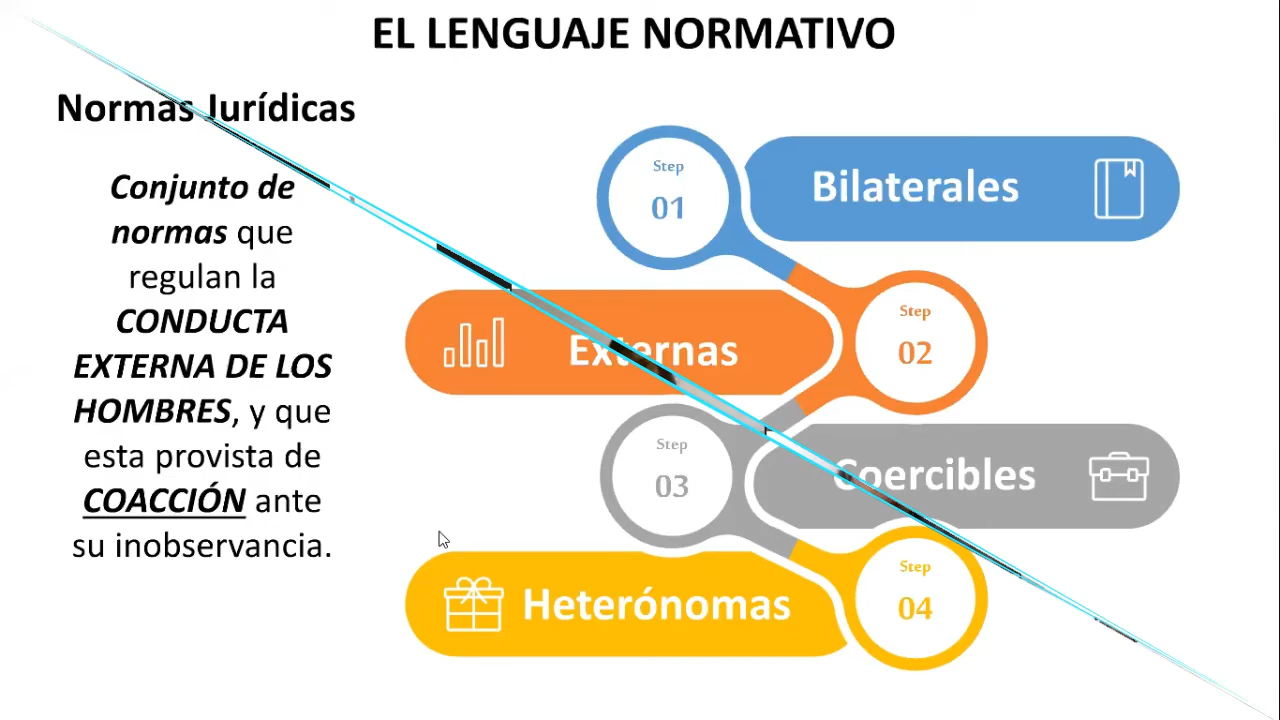 EL LENGUAJE NORMATIVO
Normas Jurídicas
Conjunto de
normas que
regulan la
CONDUCTA
EXTERNA DE LOS
HOMBRES, y que
esta provista de
COACCIÓN ante
su inobservancia.
Step
01
Bilaterales
Step
02
Externas
Step
03
Coercibles
Step
04
Heterónomas